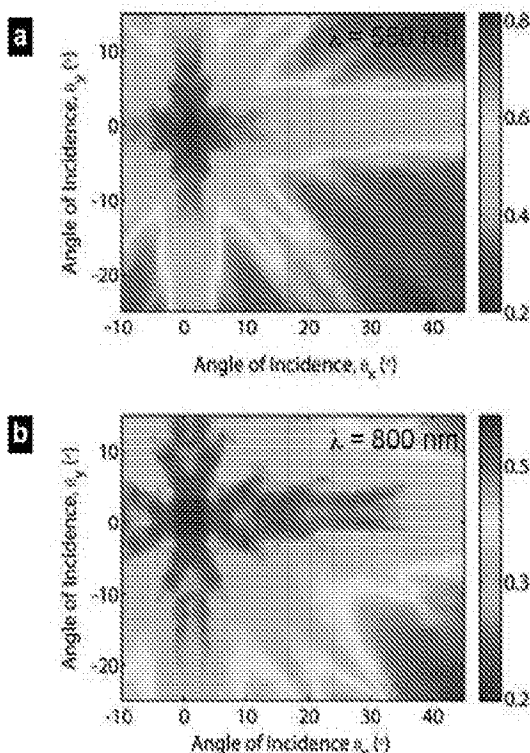 a
λ = 550 nm
Angle of Incidence, θy (°)
10
0
-10
-20
-10 0 10 20 30 40
Angle of Incidence, θx (°)
0.8
0.6
0.4
0.2
b
λ = 800 nm
Angle of Incidence, θy (°)
10
0
-10
-20
-10 0 10 20 30 40
Angle of Incidence
0.5
0.3
0.2